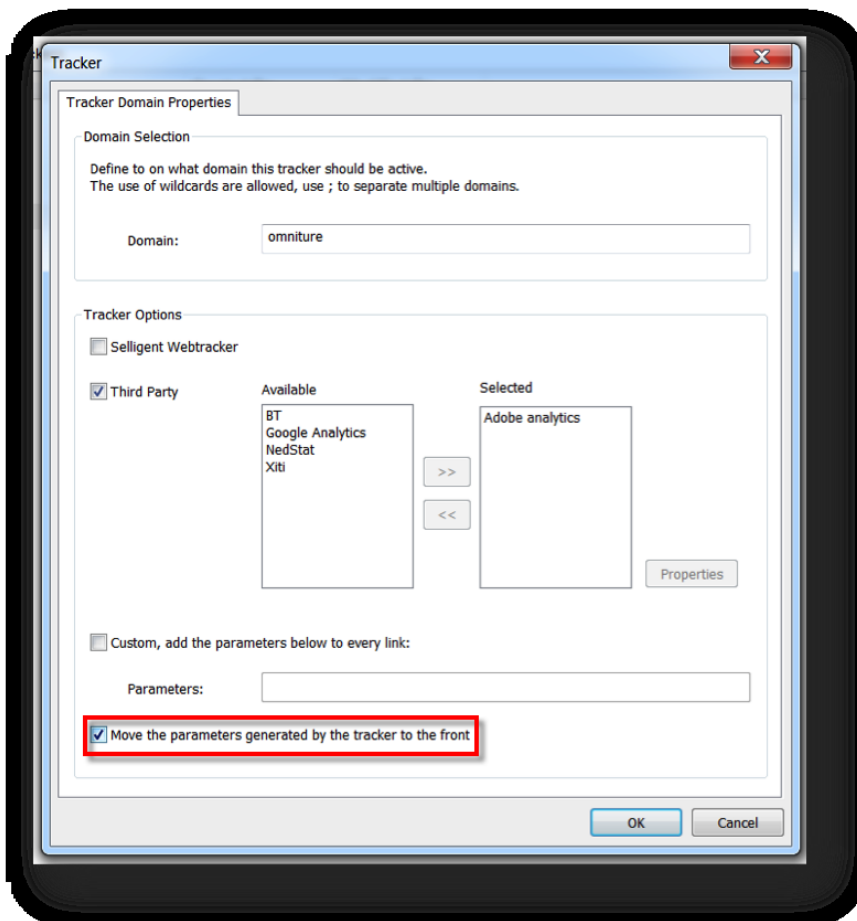 ck
Tracker
Tracker Domain Properties
Domain Selection
Define to on what domain this tracker should be active.
The use of wildcards are allowed, use ; to separate multiple domains.
Domain:
omniture
Tracker Options
Selligent Webtracker
Third Party
Available
Selected
BT
Google Analytics
NedStat
Xiti
Adobe analytics
>>
<<
Properties
Custom, add the parameters below to every link:
Parameters:
Move the parameters generated by the tracker to the front
OK
Cancel